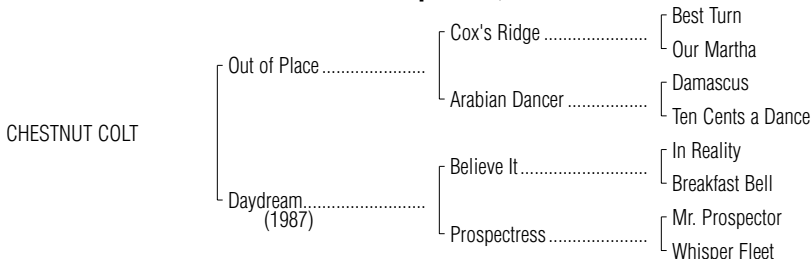 Best Turn
Cox's Ridge ....................
Our Martha
Out of Place ....................
Damascus
Arabian Dancer ................
Ten Cents a Dance
CHESTNUT COLT
In Reality
Believe It ........................
Breakfast Bell
Daydream ........................
(1987)
Mr. Prospector
Prospectress ...................
Whisper Fleet